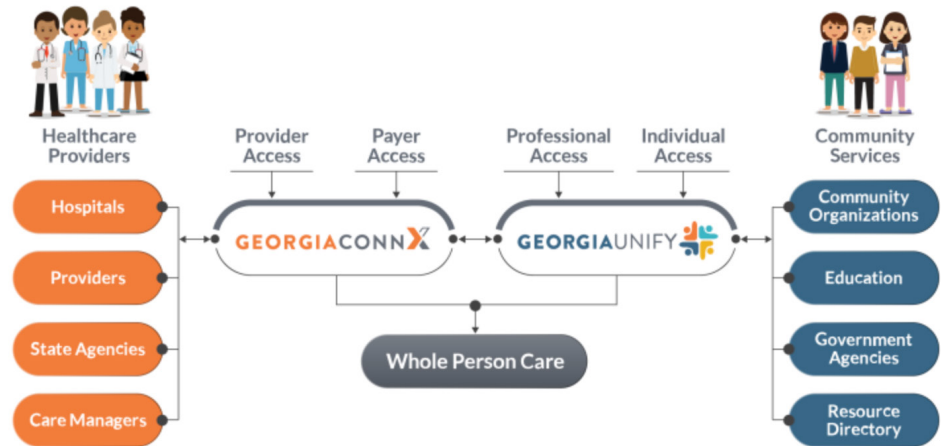 Healthcare
Providers
Provider
Access
Payer
Access
Professional
Access
Individual
Access
Community
Services
Hospitals
Providers
State Agencies
Care Managers
GEORGIACONNX
GEORGIAUNIFY
Whole Person Care
Community
Organizations
Education
Government
Agencies
Resource
Directory